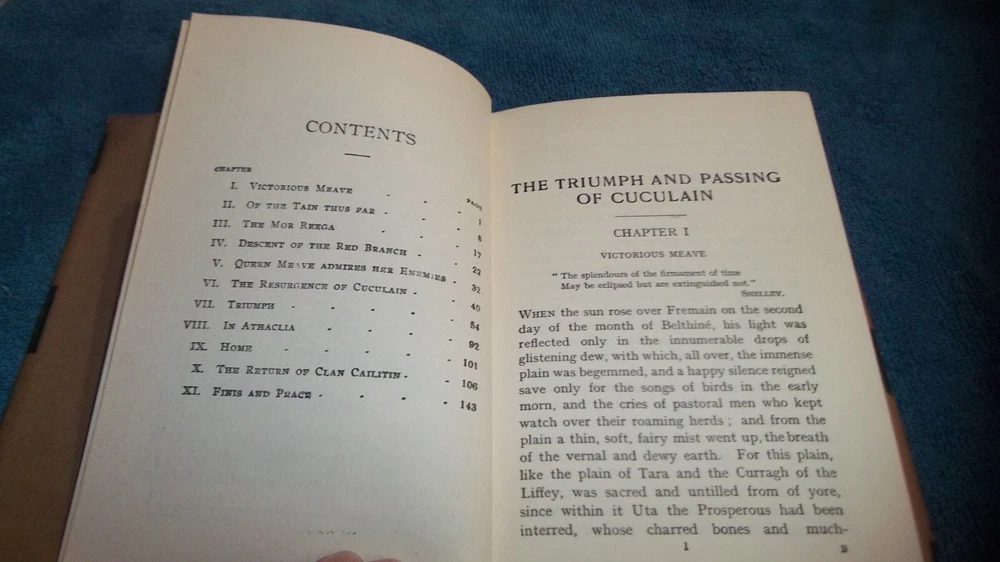 CONTENTS
CHAPTER
PAGE
I. VICTORIOUS MEAVE - - - 1
II. OF THE TAIN THUS FAR - - 8
III. THE MOR REEGA - - - 17
IV. DESCENT OF THE RED BRANCH - - 22
V. QUEEN MEAVE ADMIRES HER ENEMIES - 32
VI. THE RESURGENCE OF CUCULAIN - - 40
VII. TRIUMPH - - - - 54
VIII. IN ATHACLIA - - - - 92
IX. HOME - - - - 101
X. THE RETURN OF CLAN CAILITIN - - 106
XI. FINIS AND PEACE - - - - 143
THE TRIUMPH AND PASSING
OF CUCULAIN
CHAPTER I
VICTORIOUS MEAVE
"The splendours of the firmament of time
May be eclipsed but are extinguished not."
SHELLEY.
WHEN the sun rose over Fremain on the second
day of the month of Belthiné, his light was
reflected only in the innumerable drops of
glistening dew, with which, all over, the immense
plain was begemmed, and a happy silence reigned
save only for the songs of birds in the early
morn, and the cries of pastoral men who kept
watch over their roaming herds; and from the
plain a thin, soft, fairy mist went up, the breath
of the vernal and dewy earth. For this plain,
like the plain of Tara and the Curragh of the
Liffey, was sacred and untilled from of yore,
since within it Uta the Prosperous had been
interred, whose charred bones and much-
1
B